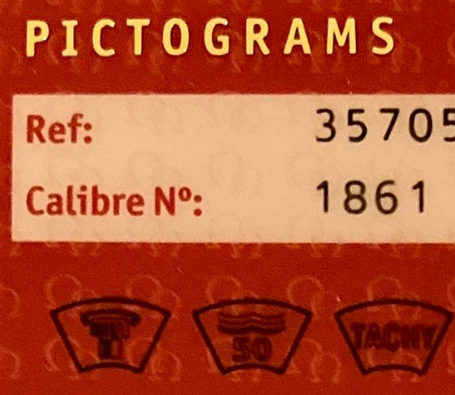 PICTOGRAMS
Ref: 35705
Calibre Nº: 1861
50 TACHY